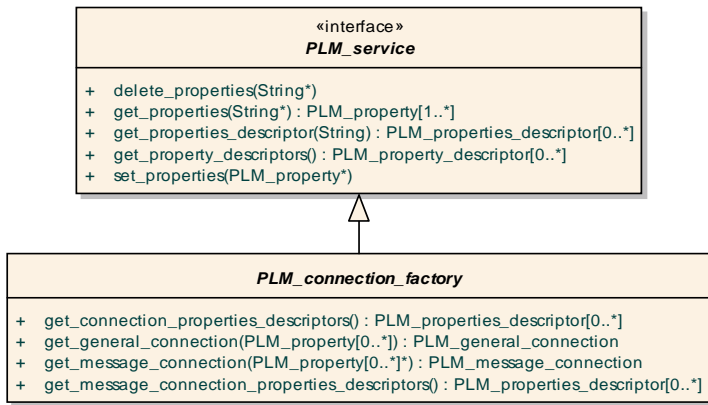 «interface»
PLM_service
+ delete_properties(String*)
+ get_properties(String*) : PLM_property[1..*]
+ get_properties_descriptor(String) : PLM_properties_descriptor[0..*]
+ get_property_descriptors() : PLM_property_descriptor[0..*]
+ set_properties(PLM_property*)
PLM_connection_factory
+ get_connection_properties_descriptors() : PLM_properties_descriptor[0..*]
+ get_general_connection(PLM_property[0..*]) : PLM_general_connection
+ get_message_connection(PLM_property[0..*]*) : PLM_message_connection
+ get_message_connection_properties_descriptors() : PLM_properties_descriptor[0..*]